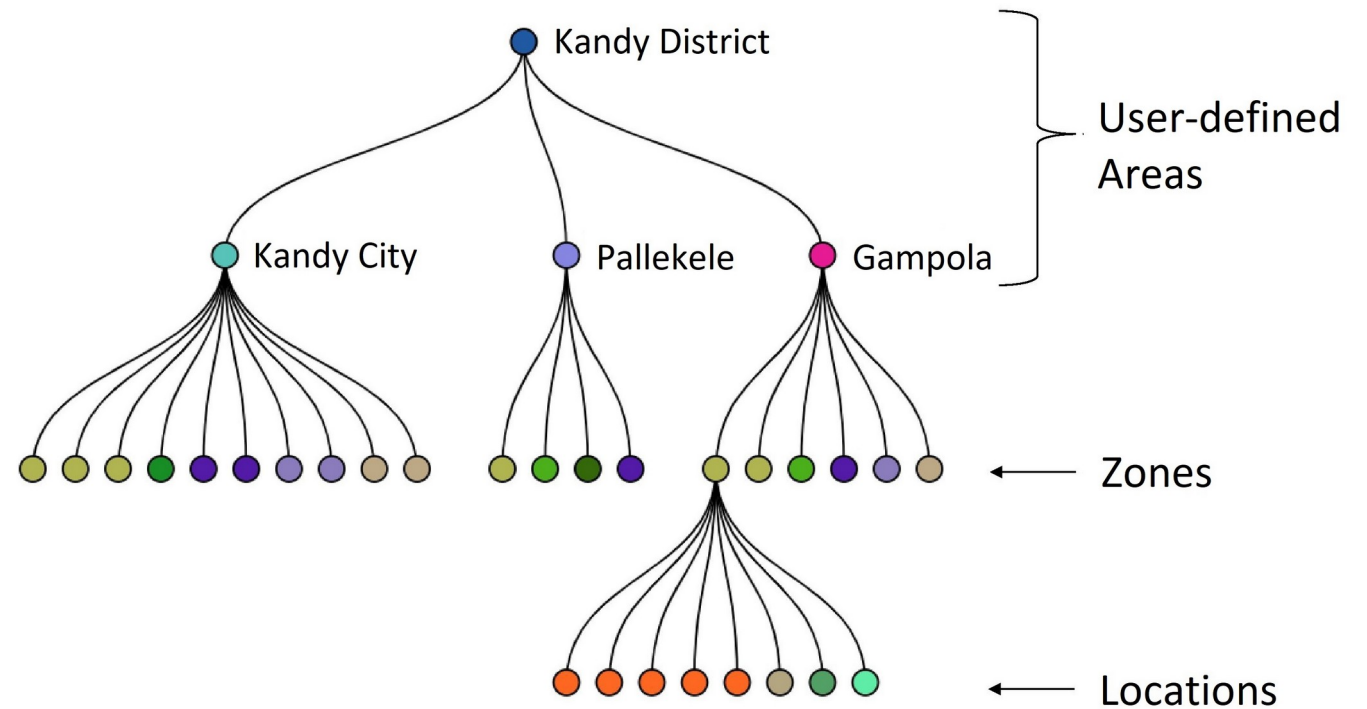 Kandy District
User-defined
Areas
Kandy City
Pallekele
Gampola
Zones
Locations